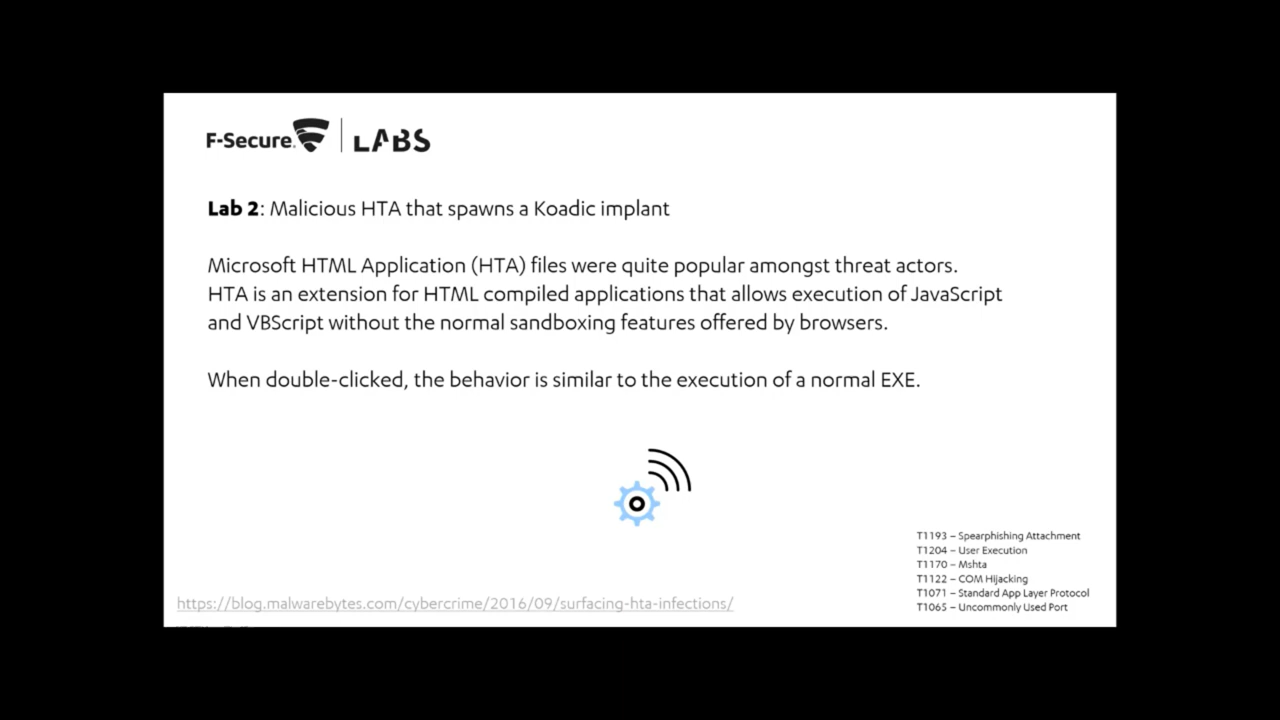 F-Secure. LABS
Lab 2: Malicious HTA that spawns a Koadic implant
Microsoft HTML Application (HTA) files were quite popular amongst threat actors.
HTA is an extension for HTML compiled applications that allows execution of JavaScript
and VBScript without the normal sandboxing features offered by browsers.
When double-clicked, the behavior is similar to the execution of a normal EXE.
T1193 – Spearphishing Attachment
T1204 – User Execution
T1170 – Mshta
T1122 – COM Hijacking
T1071 – Standard App Layer Protocol
T1065 – Uncommonly Used Port
https://blog.malwarebytes.com/cybercrime/2016/09/surfacing-hta-infections/